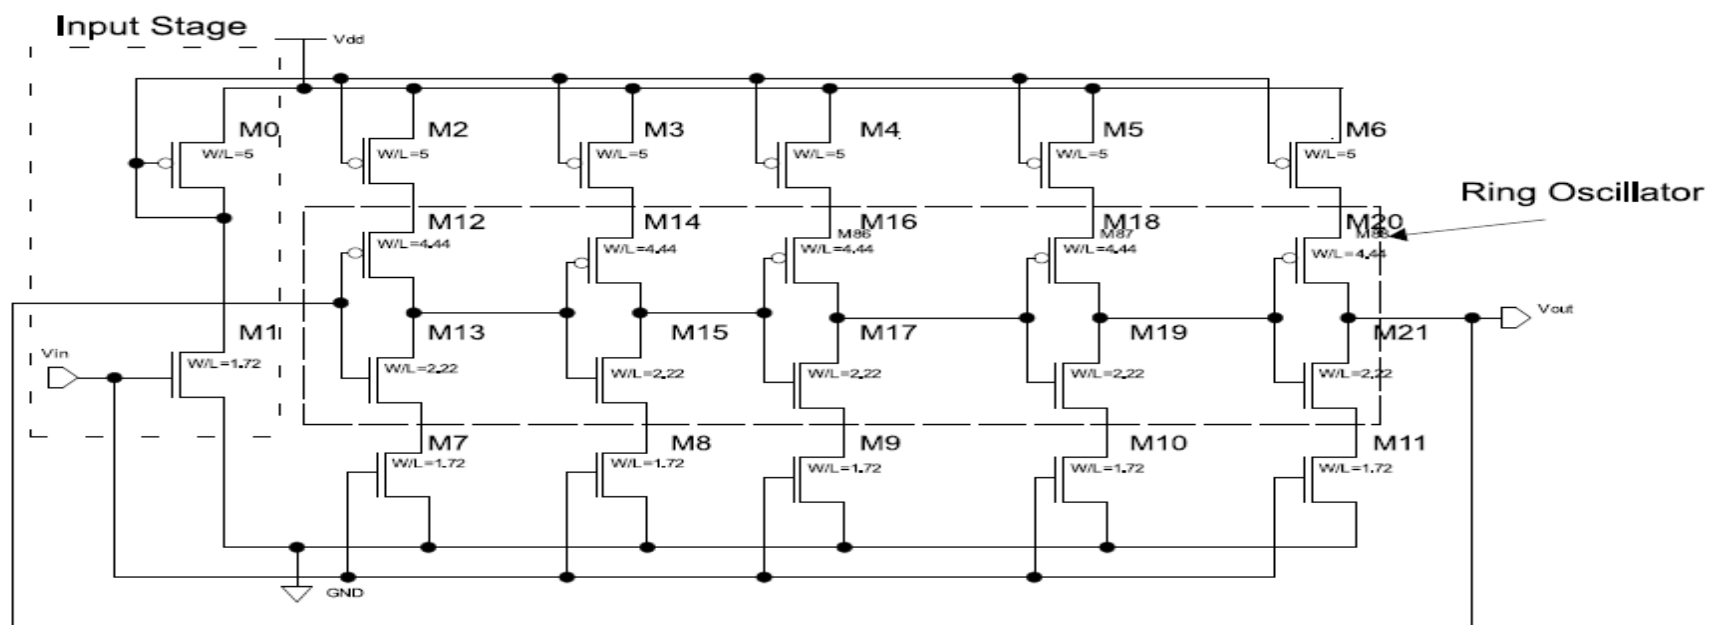 Input Stage
Vdd
M0
M2
M3
M4
M5
M6
W/L=5
W/L=5
W/L=5
W/L=5
W/L=5
W/L=5
Ring Oscillator
M12
M14
M16
M18
M20
M86
M87
W/L=4.44
W/L=4.44
W/L=4.44
W/L=4.44
W/L=4.44
Vout
M1
M13
M15
M17
M19
M21
Vin
W/L=1.72
W/L=2.22
W/L=2.22
W/L=2.22
W/L=2.22
W/L=2.22
M7
M8
M9
M10
M11
W/L=1.72
W/L=1.72
W/L=1.72
W/L=1.72
W/L=1.72
GND